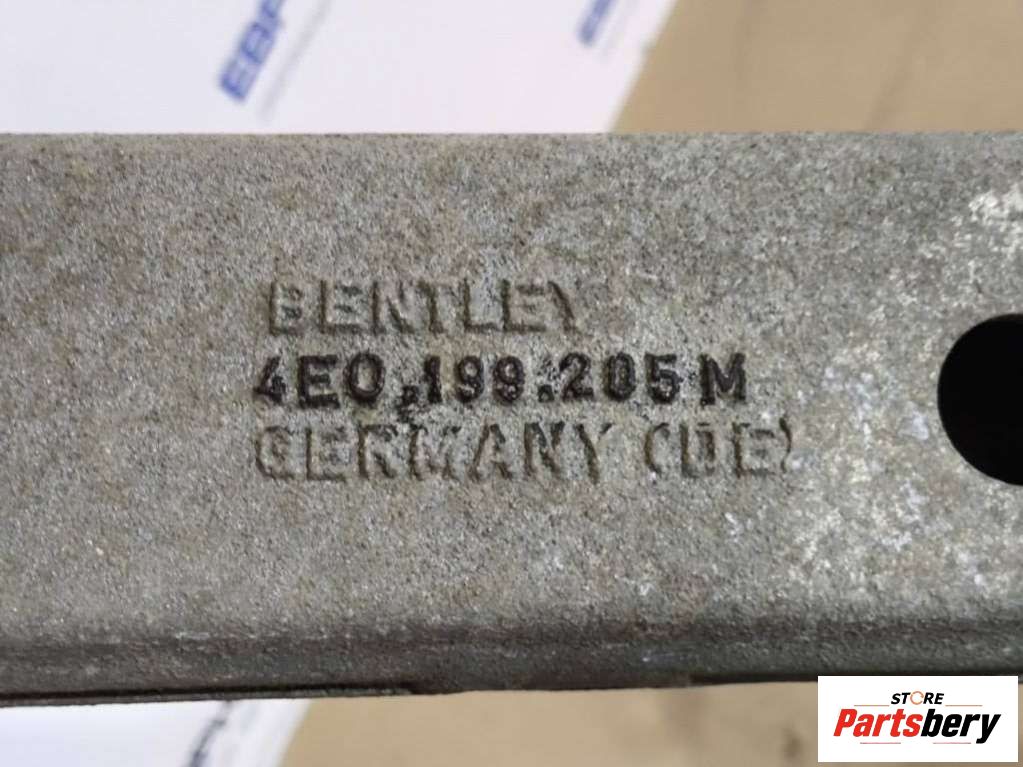 BENTLEY
4E0.199.205 M
GERMANY (DE)
STORE
Partsbery